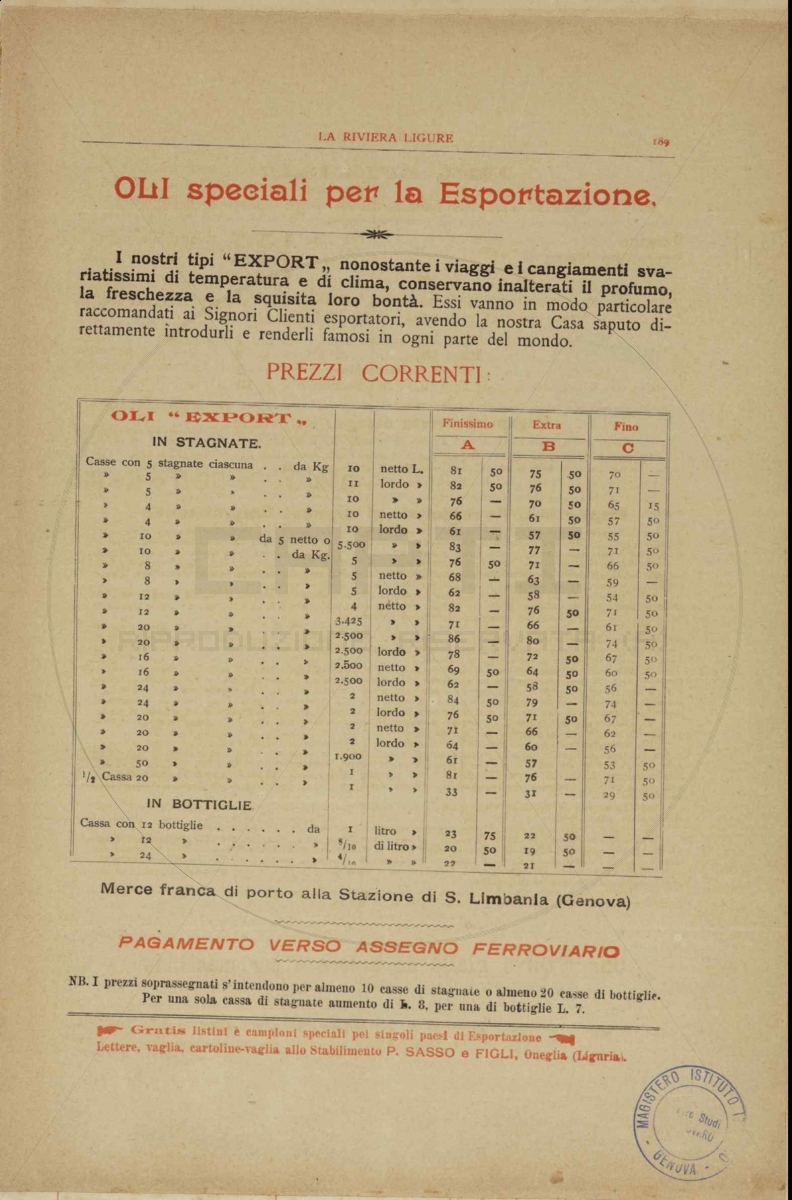 LA RIVIERA LIGURE 189
OLI speciali per la Esportazione.
I nostri tipi “EXPORT„ nonostante i viaggi e i cangiamenti sva-
riatissimi di temperatura e di clima, conservano inalterati il profumo,
la freschezza e la squisita loro bontà. Essi vanno in modo particolare
raccomandati ai Signori Clienti esportatori, avendo la nostra Casa saputo di-
rettamente introdurli e renderli famosi in ogni parte del mondo.
PREZZI CORRENTI:
OLI “EXPORT„ Finissimo Extra Fino
IN STAGNATE. A B C
Casse con 5 stagnate ciascuna . . da Kg 10 netto L. 81 50 75 50 70 —
» 5 » » . . » 11 lordo » 82 50 76 50 71 —
» 5 » » . . » 10 » » 76 — 70 50 65 15
» 4 » » . . » 10 netto » 66 — 61 50 57 50
» 4 » » . . » 10 lordo » 61 — 57 50 55 50
» 10 » » da 5 netto o 5.500 » » 83 — 77 — 71 50
» 10 » » . . da Kg. 5 » » 76 50 71 — 66 50
» 8 » » . . » 5 netto » 68 — 63 — 59 —
» 8 » » . . » 5 lordo » 62 — 58 — 54 50
» 12 » » . . » 4 netto » 82 — 76 50 71 50
» 12 » » . . » 3.425 » » 71 — 66 — 61 50
» 20 » » . . » 2.500 » » 86 — 80 — 74 50
» 20 » » . . » 2.500 lordo » 78 — 72 50 67 50
» 16 » » . . » 2.500 netto » 69 50 64 50 60 50
» 16 » » . . » 2.500 lordo » 62 — 58 50 56 —
» 24 » » . . » 2 netto » 84 50 79 — 74 —
» 24 » » . . » 2 lordo » 76 50 71 50 67 —
» 20 » » . . » 2 netto » 71 — 66 — 62 —
» 20 » » . . » 2 lordo » 64 — 60 — 56 —
» 20 » » . . » 1.900 » » 61 — 57 53 50
» 50 » » . . » 1 » » 81 — 76 — 71 50
1/2 Cassa 20 » » . . » 1 » » 33 — 31 — 29 50
IN BOTTIGLIE
Cassa con 12 bottiglie . . . . . . da 1 litro » 23 75 22 50 — —
» 12 » . . . . . . » 8/10 di litro » 20 50 19 50 — —
» 24 » . . . . . . » 4/10 » » 22 — 21 — — —
Merce franca di porto alla Stazione di S. Limbania (Genova)
PAGAMENTO VERSO ASSEGNO FERROVIARIO
NB. I prezzi soprassegnati s'intendono per almeno 10 casse di stagnate o almeno 20 casse di bottiglie.
Per una sola cassa di stagnate aumento di L. 3, per una di bottiglie L. 7.
Gratis listini e campioni speciali pei singoli paesi di Esportazione
Lettere, vaglia, cartoline-vaglia allo Stabilimento P. SASSO e FIGLI, Oneglia (Liguria).
MAGISTERO ISTITUTO
Studi
GENOVA